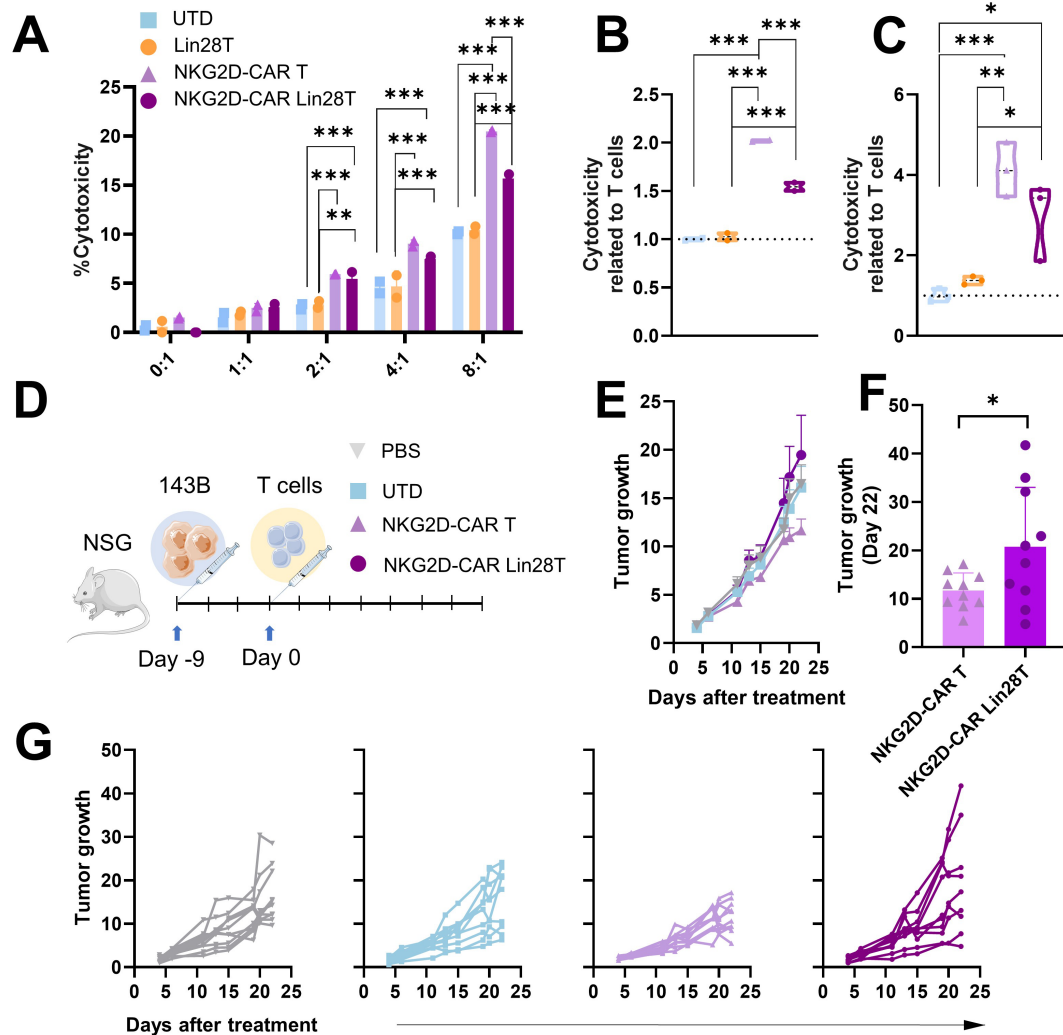 A
UTD
Lin28T
NKG2D-CAR T
NKG2D-CAR Lin28T
%Cytotoxicity
25
20
15
10
5
0
0:1
1:1
2:1
4:1
8:1
***
***
**
***
***
***
***
***
***
***
B
Cytotoxicity
related to T cells
2.5
2.0
1.5
1.0
0.5
0.0
***
***
***
***
C
Cytotoxicity
related to T cells
6
4
2
0
*
***
**
*
D
NSG
143B
T cells
Day -9
Day 0
PBS
UTD
NKG2D-CAR T
NKG2D-CAR Lin28T
E
Tumor growth
25
20
15
10
5
0
0 5 10 15 20 25
Days after treatment
F
Tumor growth
(Day 22)
50
40
30
20
10
0
*
NKG2D-CAR T
NKG2D-CAR Lin28T
G
Tumor growth
50
40
30
20
10
0
0 5 10 15 20 25
0 5 10 15 20 25
0 5 10 15 20 25
0 5 10 15 20 25
Days after treatment